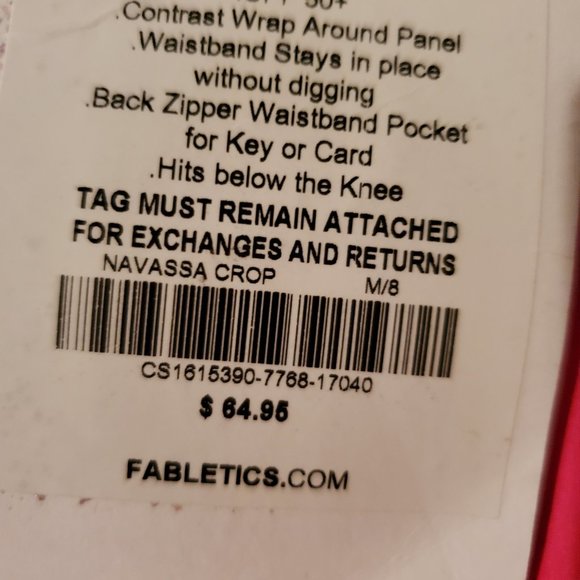 50+
.Contrast Wrap Around Panel
.Waistband Stays in place
without digging
.Back Zipper Waistband Pocket
for Key or Card
.Hits below the Knee
TAG MUST REMAIN ATTACHED
FOR EXCHANGES AND RETURNS
NAVASSA CROP M/8
CS1615390-7768-17040
$ 64.95
FABLETICS.COM